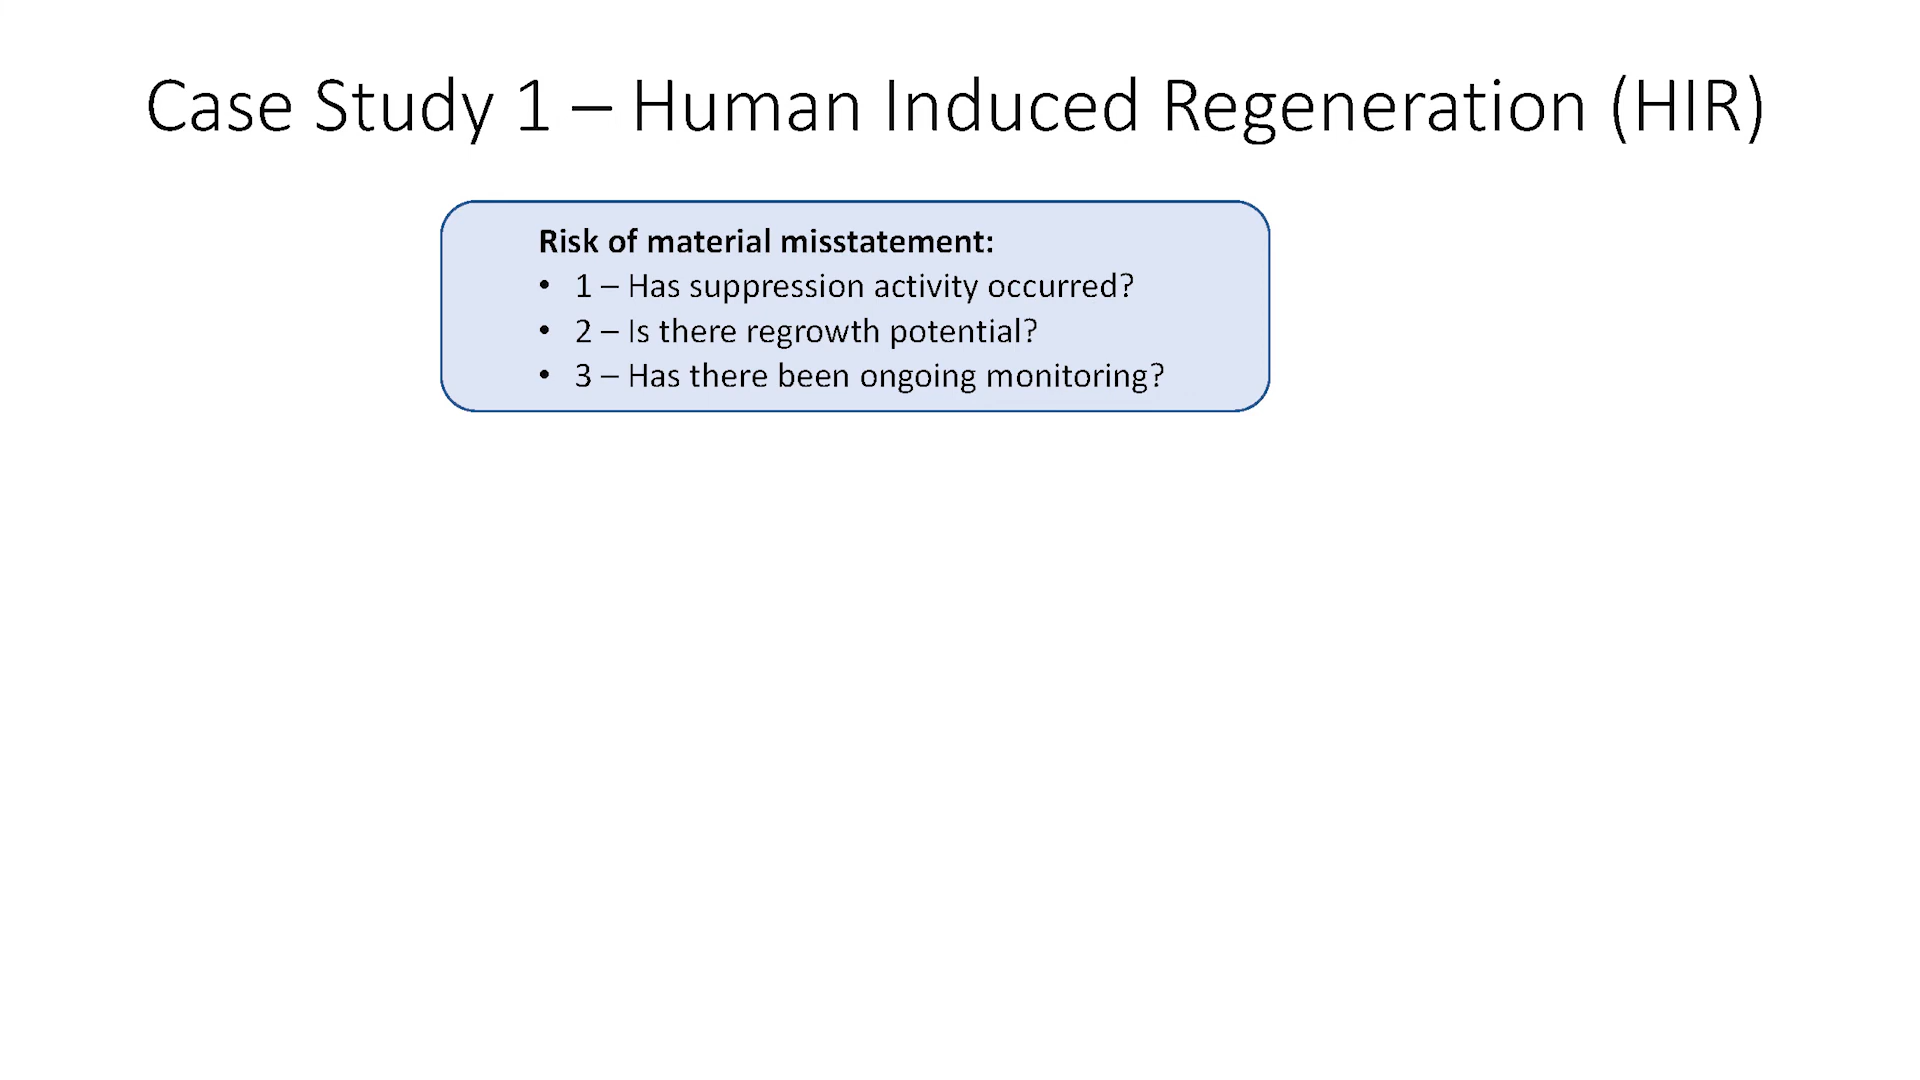 Case Study 1 – Human Induced Regeneration (HIR)
Risk of material misstatement:
• 1 – Has suppression activity occurred?
• 2 – Is there regrowth potential?
• 3 – Has there been ongoing monitoring?